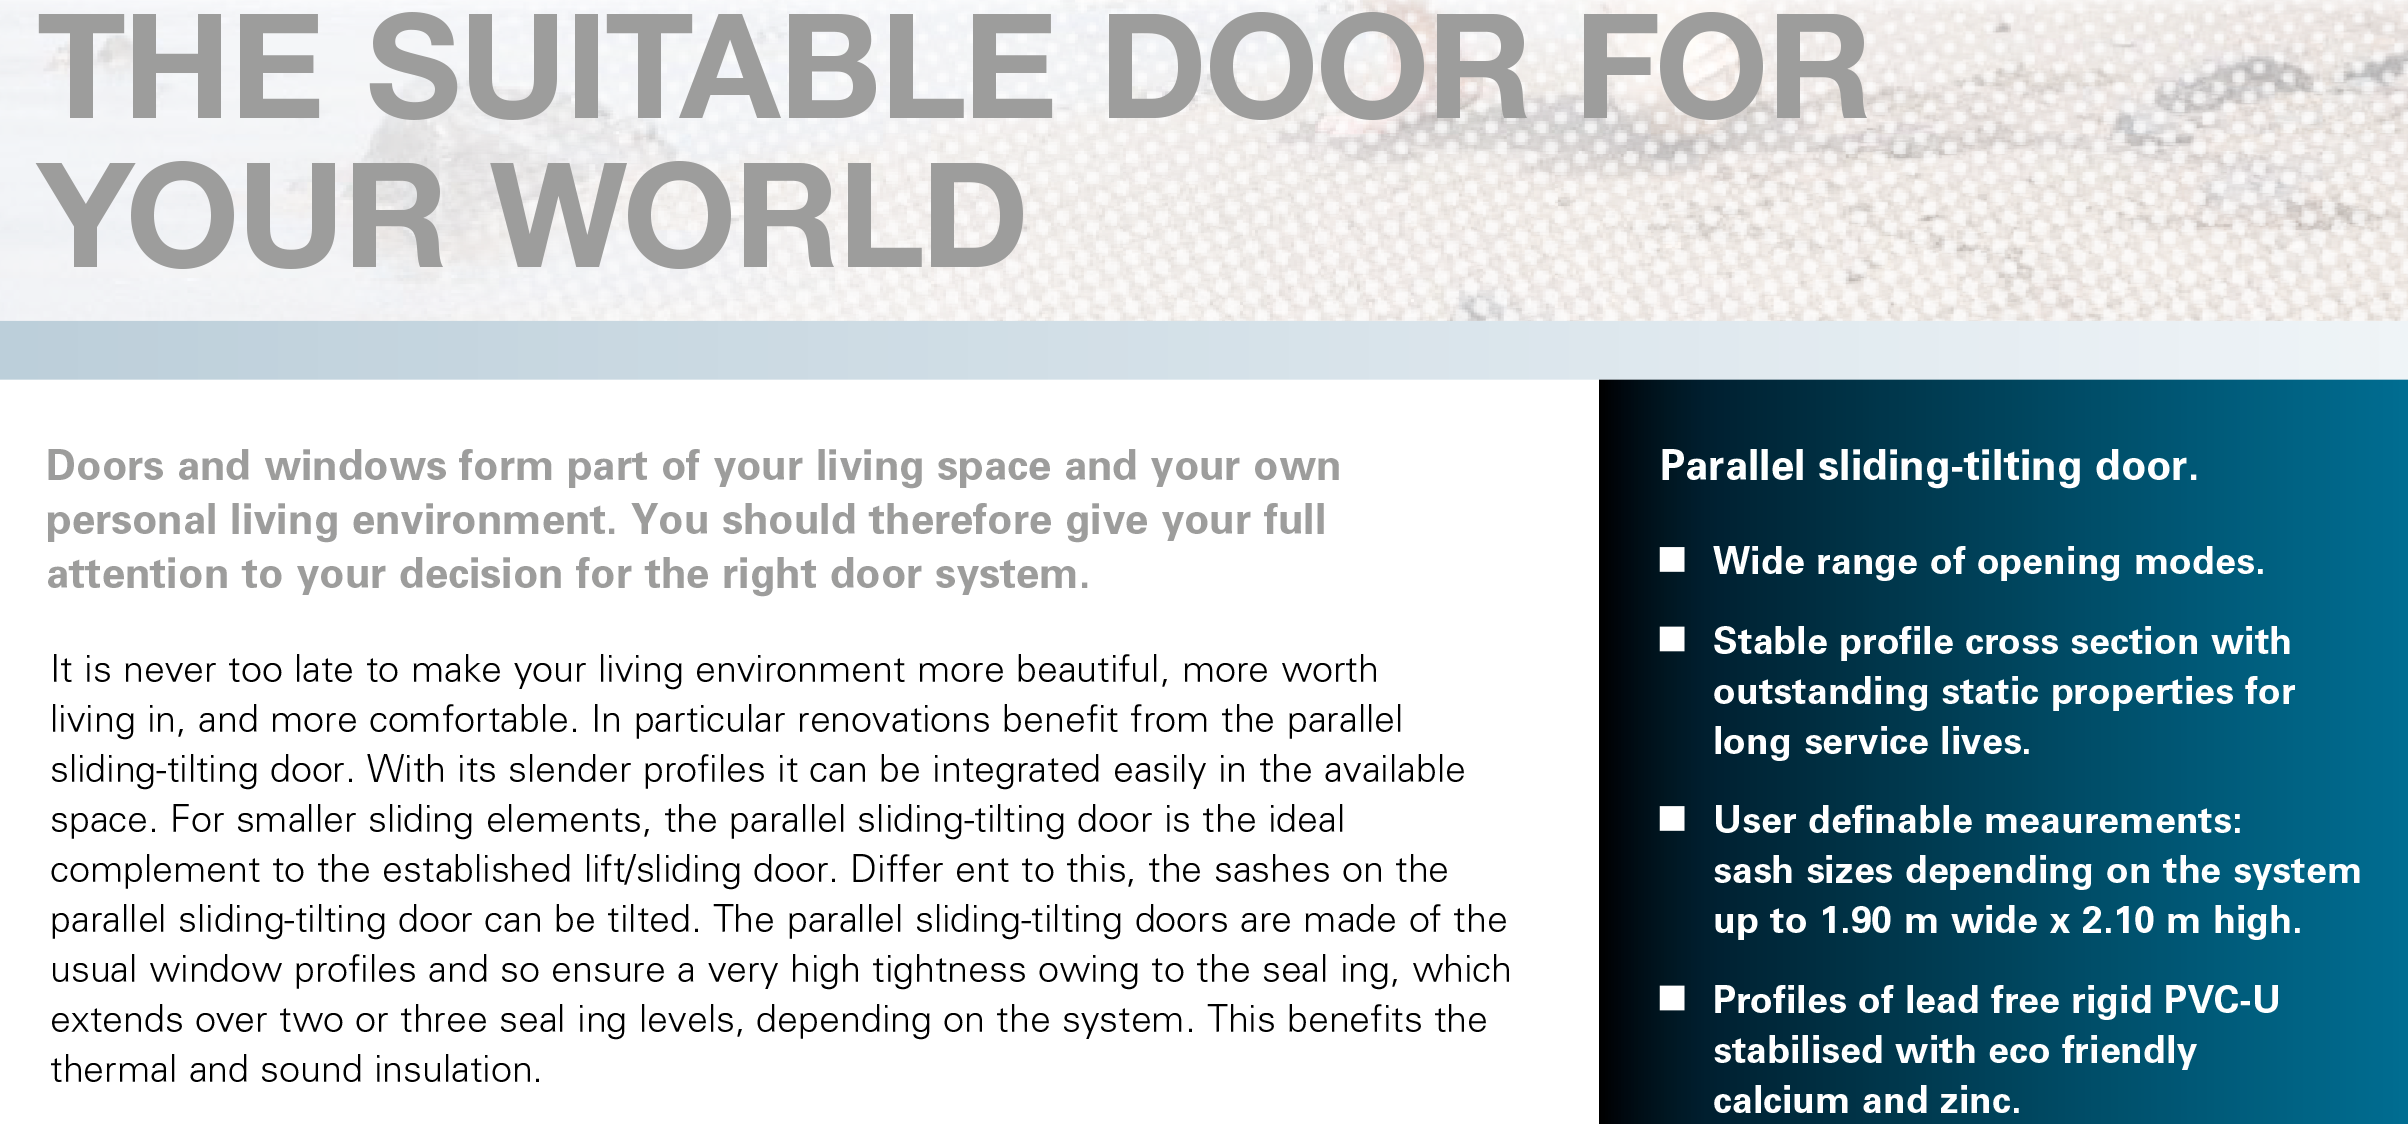 THE SUITABLE DOOR FOR
YOUR WORLD
Doors and windows form part of your living space and your own
personal living environment. You should therefore give your full
attention to your decision for the right door system.
It is never too late to make your living environment more beautiful, more worth
living in, and more comfortable. In particular renovations benefit from the parallel
sliding-tilting door. With its slender profiles it can be integrated easily in the available
space. For smaller sliding elements, the parallel sliding-tilting door is the ideal
complement to the established lift/sliding door. Differ ent to this, the sashes on the
parallel sliding-tilting door can be tilted. The parallel sliding-tilting doors are made of the
usual window profiles and so ensure a very high tightness owing to the seal ing, which
extends over two or three seal ing levels, depending on the system. This benefits the
thermal and sound insulation.
Parallel sliding-tilting door.
■ Wide range of opening modes.
■ Stable profile cross section with
outstanding static properties for
long service lives.
■ User definable meaurements:
sash sizes depending on the system
up to 1.90 m wide x 2.10 m high.
■ Profiles of lead free rigid PVC-U
stabilised with eco friendly
calcium and zinc.